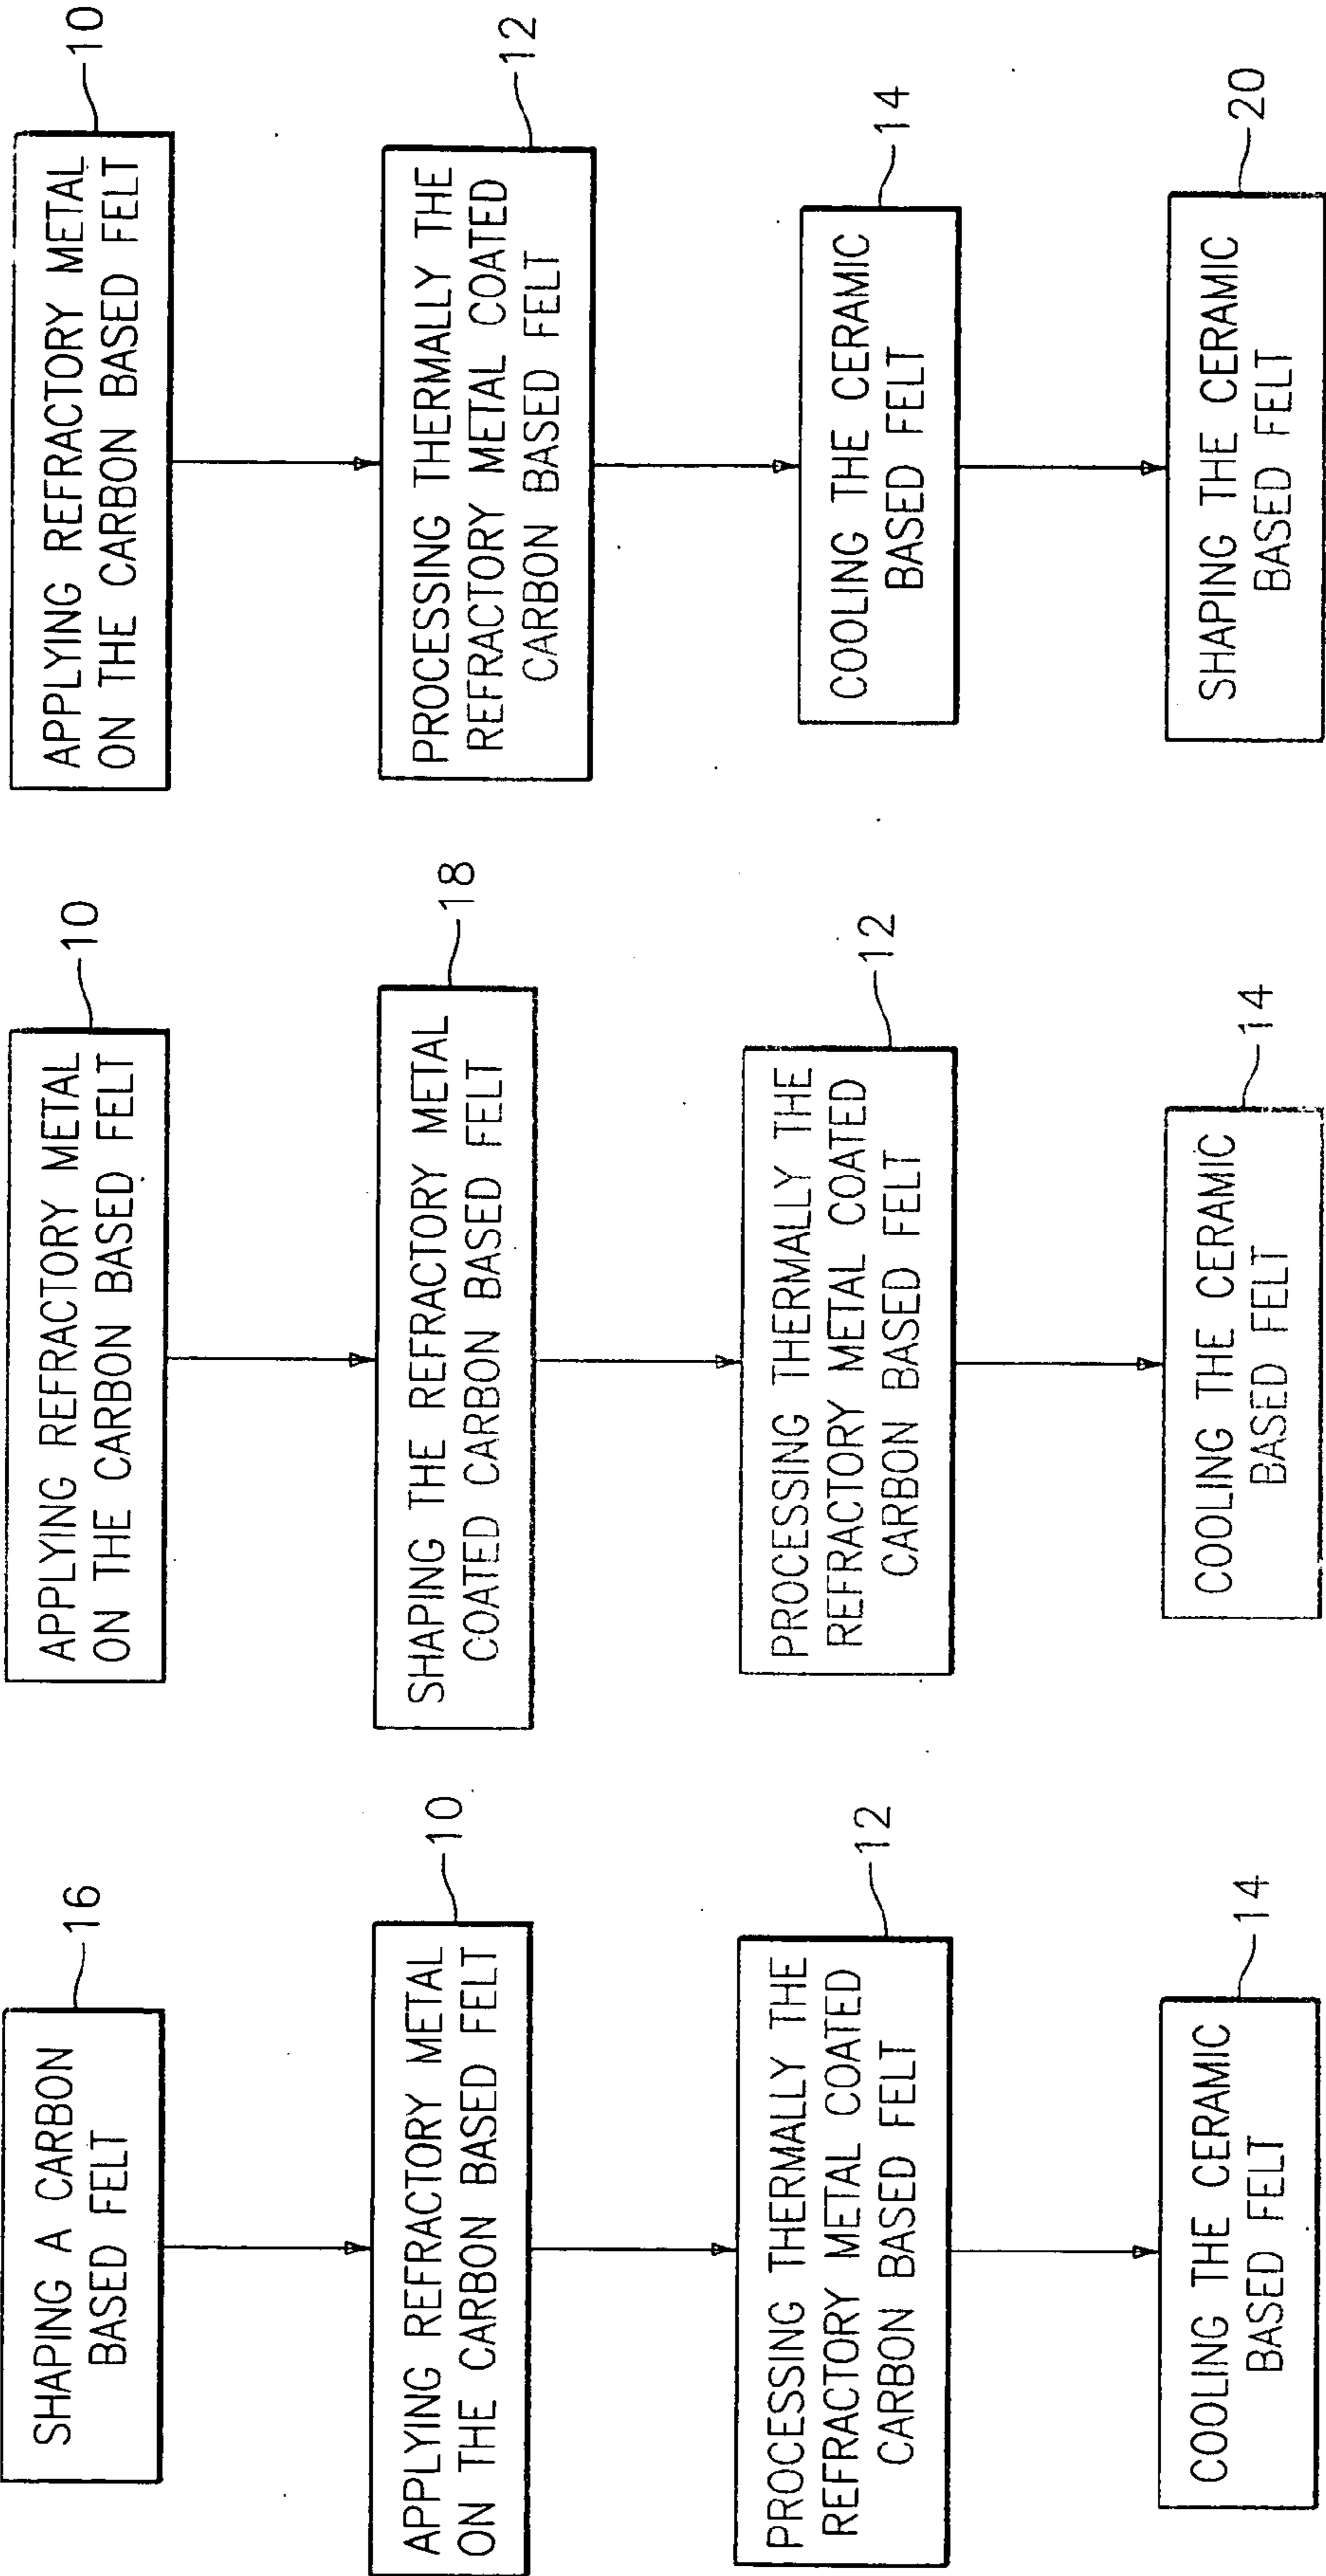 SHAPING A CARBON
BASED FELT
16
APPLYING REFRACTORY METAL
ON THE CARBON BASED FELT
10
PROCESSING THERMALLY THE
REFRACTORY METAL COATED
CARBON BASED FELT
12
COOLING THE CERAMIC
BASED FELT
14
APPLYING REFRACTORY METAL
ON THE CARBON BASED FELT
10
SHAPING THE REFRACTORY METAL
COATED CARBON BASED FELT
18
PROCESSING THERMALLY THE
REFRACTORY METAL COATED
CARBON BASED FELT
12
COOLING THE CERAMIC
BASED FELT
14
APPLYING REFRACTORY METAL
ON THE CARBON BASED FELT
10
PROCESSING THERMALLY THE
REFRACTORY METAL COATED
CARBON BASED FELT
12
COOLING THE CERAMIC
BASED FELT
14
SHAPING THE CERAMIC
BASED FELT
20